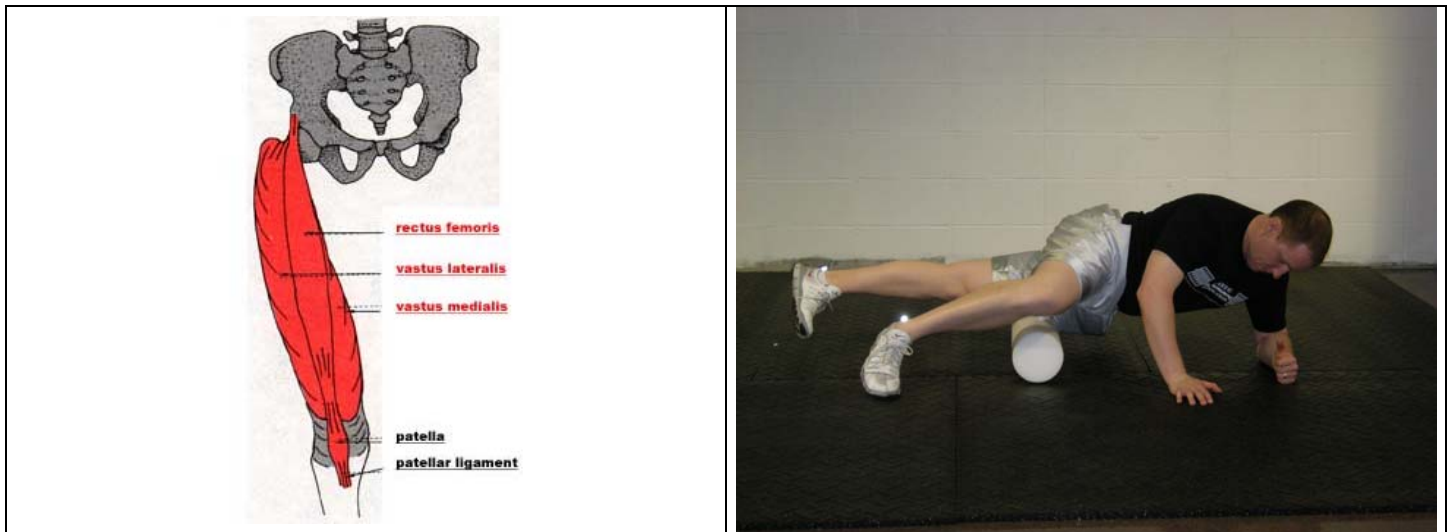 rectus femoris
vastus lateralis
vastus medialis
patella
patellar ligament